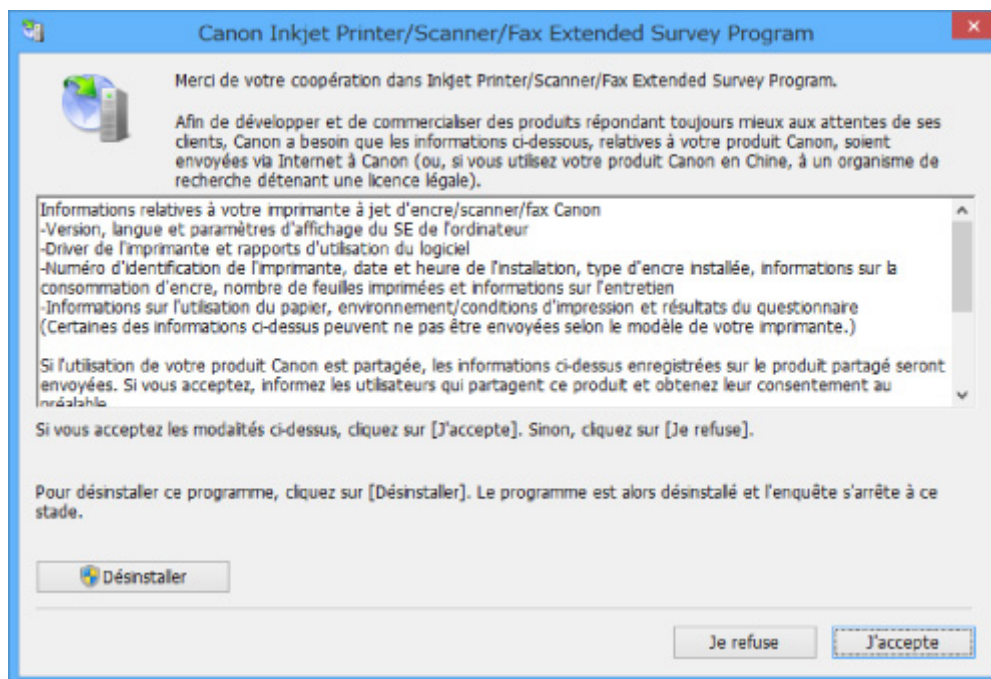 Canon Inkjet Printer/Scanner/Fax Extended Survey Program
Merci de votre coopération dans Inkjet Printer/Scanner/Fax Extended Survey Program.
Afin de développer et de commercialiser des produits répondant toujours mieux aux attentes de ses
clients, Canon a besoin que les informations ci-dessous, relatives à votre produit Canon, soient
envoyées via Internet à Canon (ou, si vous utilisez votre produit Canon en Chine, à un organisme de
recherche détenant une licence légale).
Informations relatives à votre imprimante à jet d'encre/scanner/fax Canon
-Version, langue et paramètres d'affichage du SE de l'ordinateur
-Driver de l'imprimante et rapports d'utilisation du logiciel
-Numéro d'identification de l'imprimante, date et heure de l'installation, type d'encre installée, informations sur la
consommation d'encre, nombre de feuilles imprimées et informations sur l'entretien
-Informations sur l'utilisation du papier, environnement/conditions d'impression et résultats du questionnaire
(Certaines des informations ci-dessus peuvent ne pas être envoyées selon le modèle de votre imprimante.)
Si l'utilisation de votre produit Canon est partagée, les informations ci-dessus enregistrées sur le produit partagé seront
envoyées. Si vous acceptez, informez les utilisateurs qui partagent ce produit et obtenez leur consentement au
préalable
Si vous acceptez les modalités ci-dessus, cliquez sur [J'accepte]. Sinon, cliquez sur [Je refuse].
Pour désinstaller ce programme, cliquez sur [Désinstaller]. Le programme est alors désinstallé et l'enquête s'arrête à ce
stade.
Désinstaller
Je refuse
J'accepte